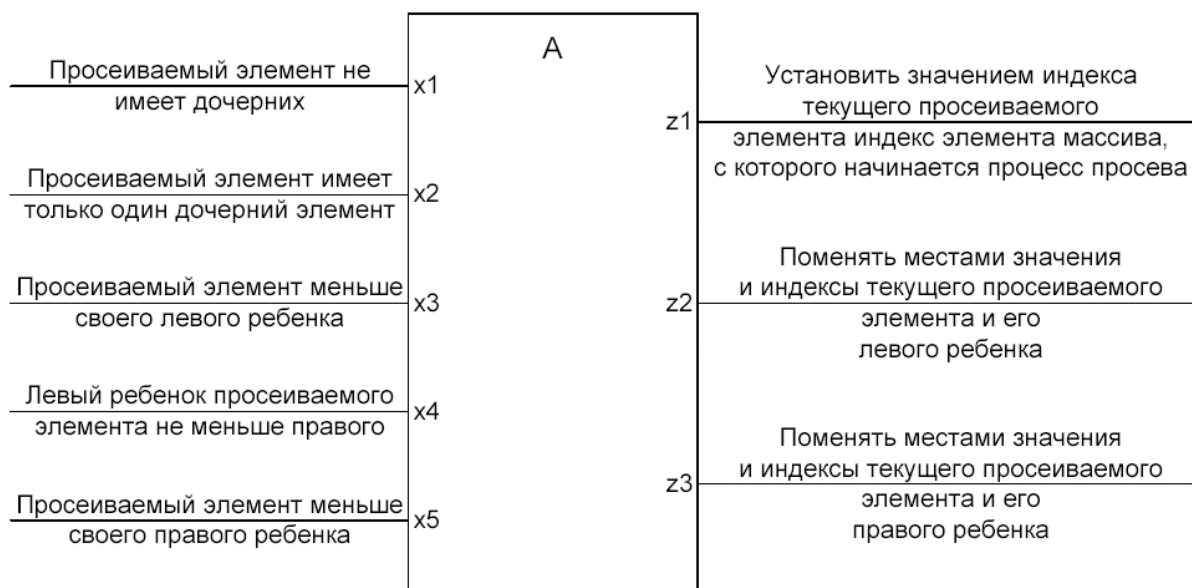 A
Просеиваемый элемент не
имеет дочерних
x1
Просеиваемый элемент имеет
только один дочерний элемент
x2
Просеиваемый элемент меньше
своего левого ребенка
x3
Левый ребенок просеиваемого
элемента не меньше правого
x4
Просеиваемый элемент меньше
своего правого ребенка
x5
z1
Установить значением индекса
текущего просеиваемого
элемента индекс элемента массива,
с которого начинается процесс просева
z2
Поменять местами значения
и индексы текущего просеиваемого
элемента и его
левого ребенка
z3
Поменять местами значения
и индексы текущего просеиваемого
элемента и его
правого ребенка